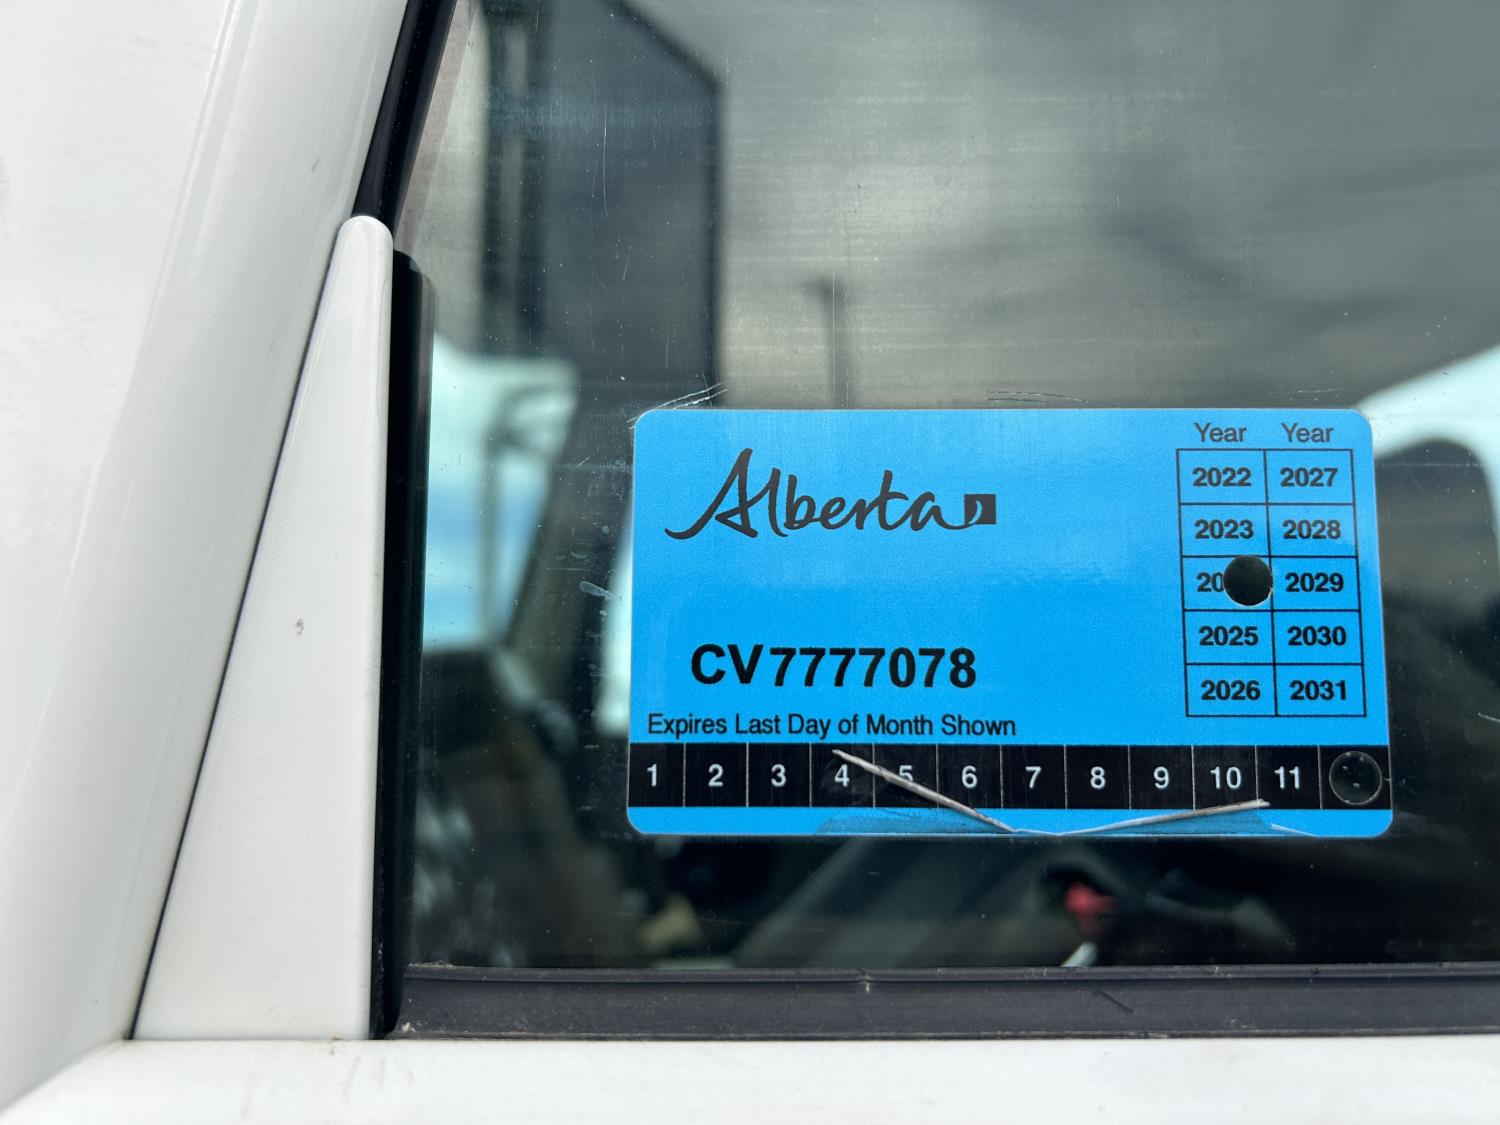 Alberta
Year Year
2022 2027
2023 2028
20 2029
2025 2030
2026 2031
CV7777078
Expires Last Day of Month Shown
1 2 3 4 5 6 7 8 9 10 11